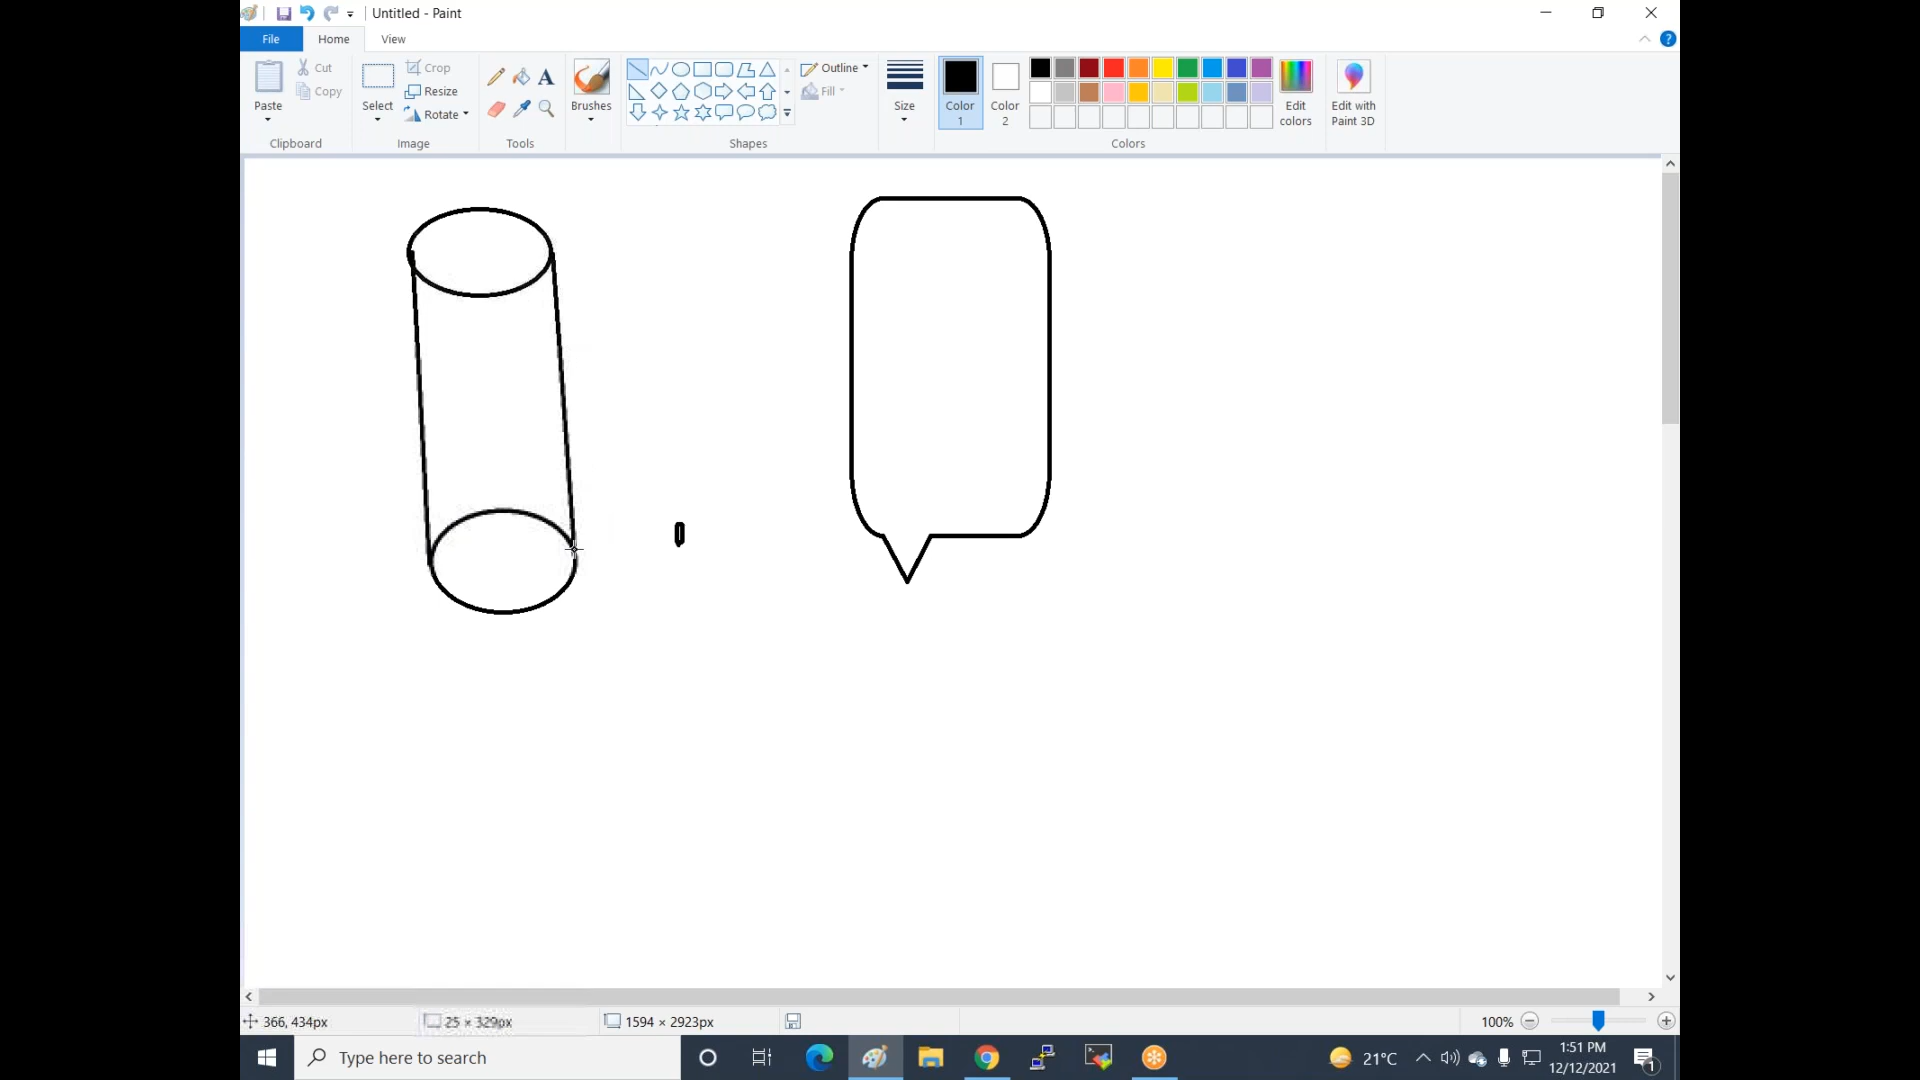 Untitled - Paint
File Home View
Paste
Cut
Copy
Clipboard
Select
Crop
Resize
Rotate
Image
Tools
Brushes
Outline
Fill
Shapes
Size
Color 1
Color 2
Edit colors
Edit with Paint 3D
Colors
366, 434px
25 × 329px
1594 × 2923px
100%
Type here to search
21°C
1:51 PM
12/12/2021
1